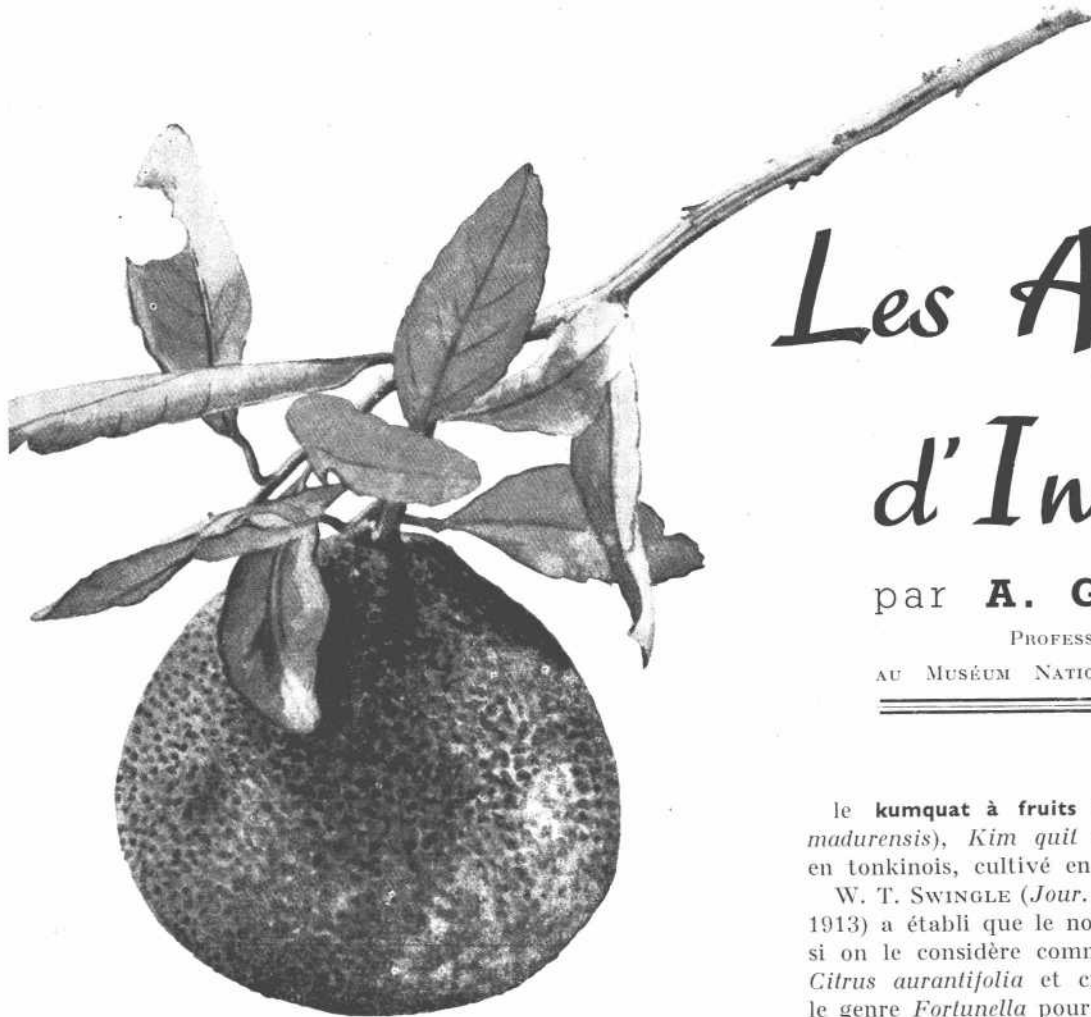 Les A
d'In
par A. G
PROFESS
AU MUSÉUM NATIO
le kumquat à fruits
madurensis), Kim quit
en tonkinois, cultivé en
W. T. SWINGLE (Jour.
1913) a établi que le no
si on le considère comm
Citrus aurantifolia et c
le genre Fortunella pour